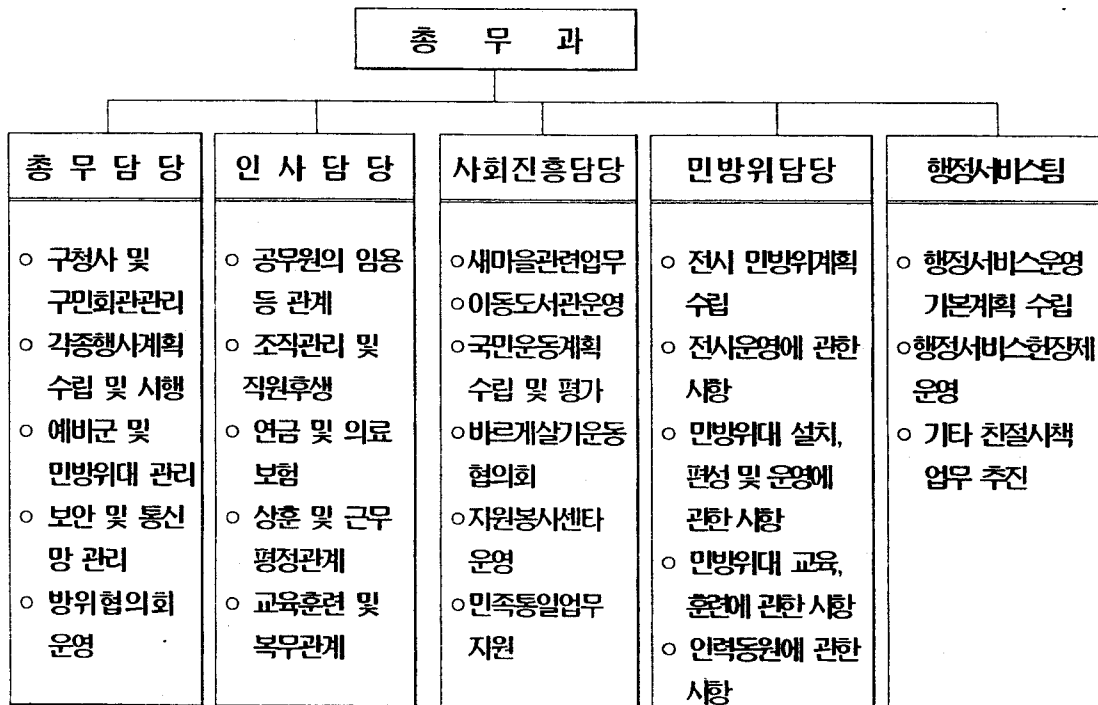 총 무 과
총 무 담 당
구청사 및
구민회관관리
각종행사계획
수립 및 시행
예비군 및
민방위대 관리
보안 및 통신
망 관리
방위협의회
운영
인 사 담 당
공무원의 임용
등 관계
조직관리 및
직원후생
연금 및 의료
보험
상훈 및 근무
평정관계
교육훈련 및
복무관계
사회진흥담당
새마을관련업무
이동도서관운영
국민운동계획
수립 및 평가
바르게살기운동
협의회
자원봉사센타
운영
민족통일업무
지원
민방위담당
전시 민방위계획
수립
전시운영에 관한
사항
민방위대 설치,
편성 및 운영에
관한 사항
민방위대 교육,
훈련에 관한 사항
인력동원에 관한
사항
행정서비스팀
행정서비스운영
기본계획 수립
행정서비스헌장제
운영
기타 친절시책
업무 추진